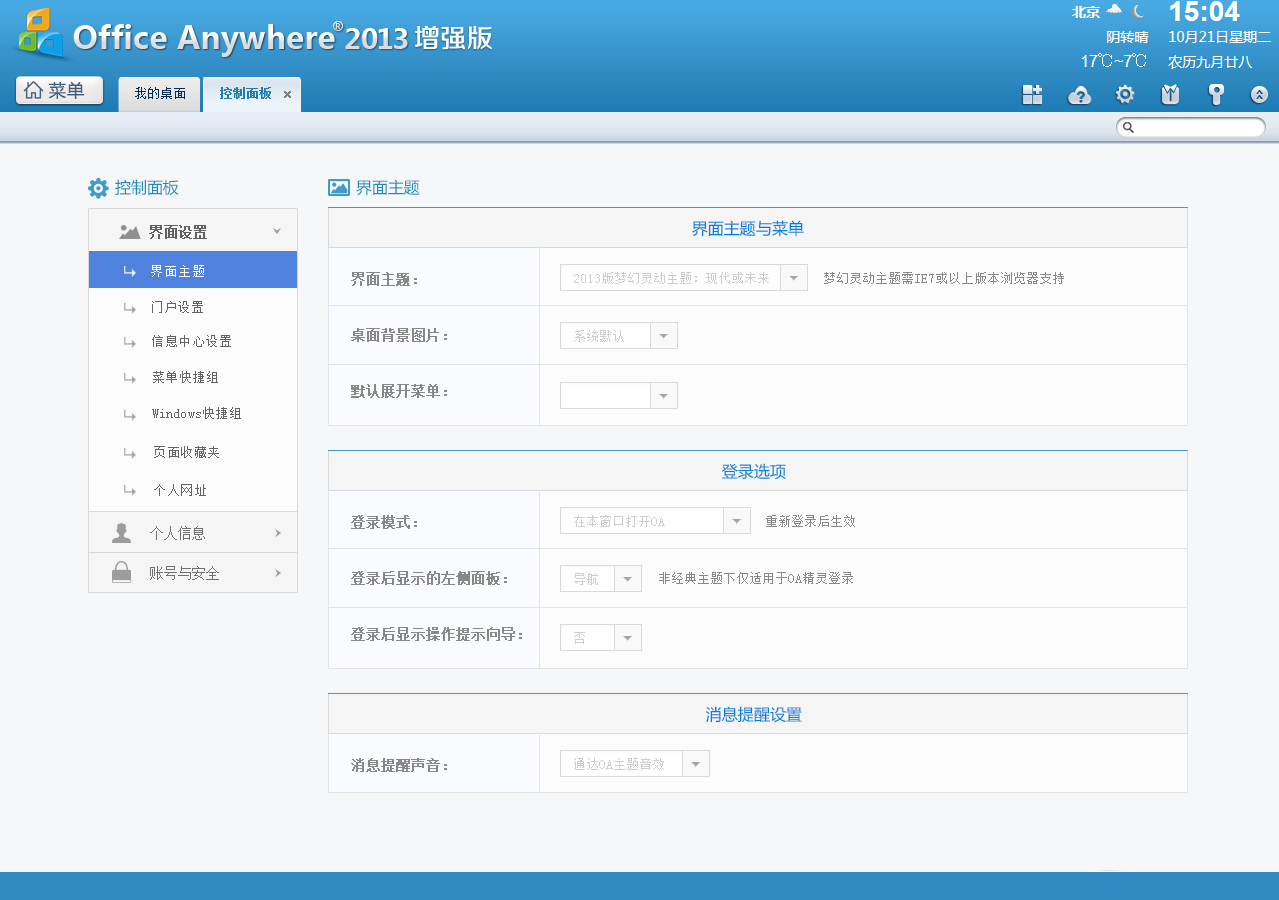 Office Anywhere®2013增强版
北京 15:04
阴转晴 10月21日星期二
17℃~7℃ 农历九月廿八
菜单 我的桌面 控制面板 ×
控制面板
界面设置
界面主题
门户设置
信息中心设置
菜单快捷组
Windows快捷组
页面收藏夹
个人网址
个人信息
账号与安全
界面主题
界面主题与菜单
界面主题： 2013版梦幻灵动主题：现代或未来 梦幻灵动主题需IE7或以上版本浏览器支持
桌面背景图片： 系统默认
默认展开菜单：
登录选项
登录模式： 在本窗口打开OA 重新登录后生效
登录后显示的左侧面板： 导航 非经典主题下仅适用于OA精灵登录
登录后显示操作提示向导： 否
消息提醒设置
消息提醒声音： 通达OA主题音效